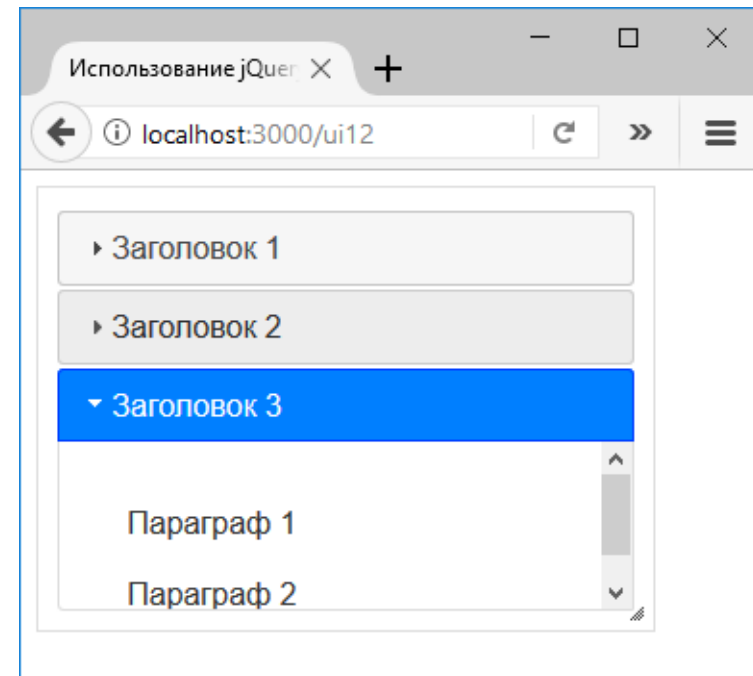 Использование jQuer
localhost:3000/ui12
Заголовок 1
Заголовок 2
Заголовок 3
Параграф 1
Параграф 2